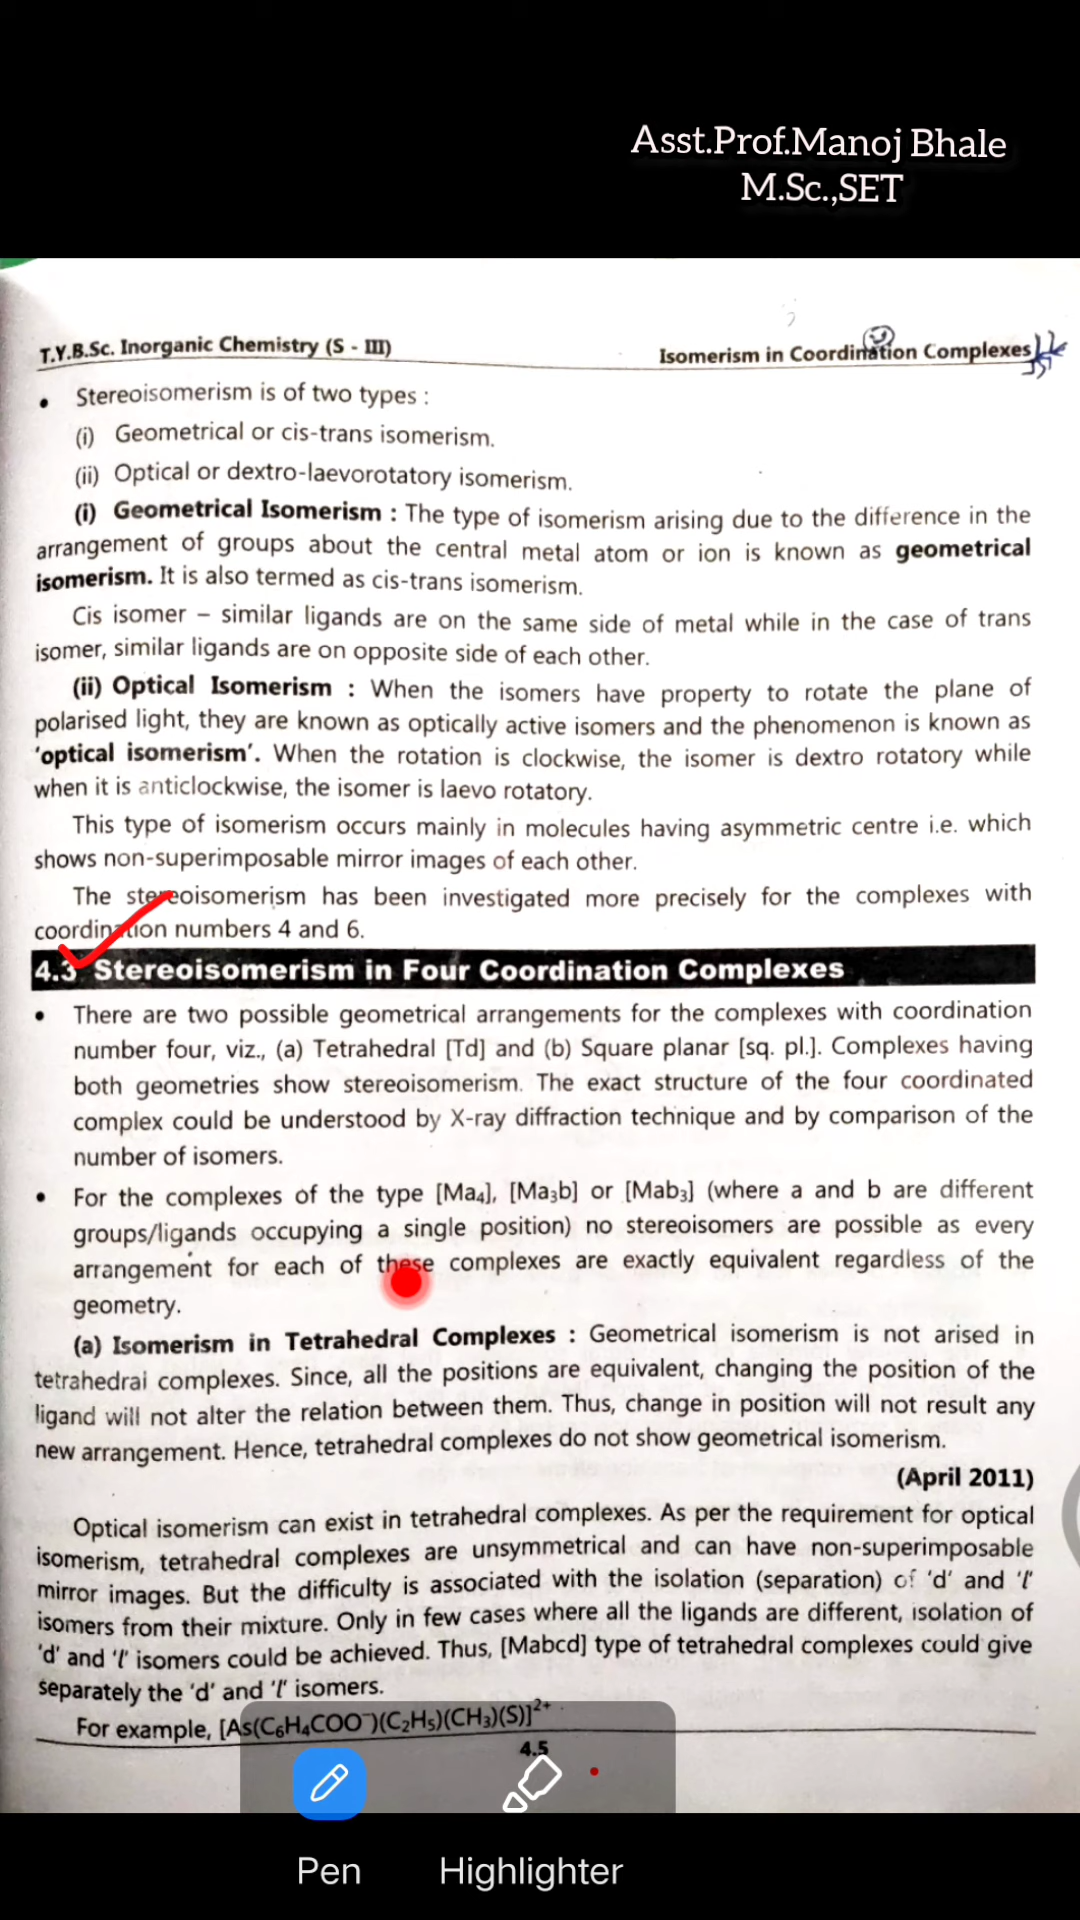 Asst.Prof.Manoj Bhale
M.Sc.,SET
T.Y.B.Sc. Inorganic Chemistry (S - III)
Isomerism in Coordination Complexes
• Stereoisomerism is of two types :
(i) Geometrical or cis-trans isomerism.
(ii) Optical or dextro-laevorotatory isomerism.
(i) Geometrical Isomerism : The type of isomerism arising due to the difference in the
arrangement of groups about the central metal atom or ion is known as geometrical
isomerism. It is also termed as cis-trans isomerism.
Cis isomer – similar ligands are on the same side of metal while in the case of trans
isomer, similar ligands are on opposite side of each other.
(ii) Optical Isomerism : When the isomers have property to rotate the plane of
polarised light, they are known as optically active isomers and the phenomenon is known as
'optical isomerism'. When the rotation is clockwise, the isomer is dextro rotatory while
when it is anticlockwise, the isomer is laevo rotatory.
This type of isomerism occurs mainly in molecules having asymmetric centre i.e. which
shows non-superimposable mirror images of each other.
The stereoisomerism has been investigated more precisely for the complexes with
coordination numbers 4 and 6.
4.3 Stereoisomerism in Four Coordination Complexes
• There are two possible geometrical arrangements for the complexes with coordination
number four, viz., (a) Tetrahedral [Td] and (b) Square planar [sq. pl.]. Complexes having
both geometries show stereoisomerism. The exact structure of the four coordinated
complex could be understood by X-ray diffraction technique and by comparison of the
number of isomers.
• For the complexes of the type [Ma₄], [Ma₃b] or [Mab₃] (where a and b are different
groups/ligands occupying a single position) no stereoisomers are possible as every
arrangement for each of these complexes are exactly equivalent regardless of the
geometry.
(a) Isomerism in Tetrahedral Complexes : Geometrical isomerism is not arised in
tetrahedral complexes. Since, all the positions are equivalent, changing the position of the
ligand will not alter the relation between them. Thus, change in position will not result any
new arrangement. Hence, tetrahedral complexes do not show geometrical isomerism.
(April 2011)
Optical isomerism can exist in tetrahedral complexes. As per the requirement for optical
isomerism, tetrahedral complexes are unsymmetrical and can have non-superimposable
mirror images. But the difficulty is associated with the isolation (separation) of 'd' and 'l'
isomers from their mixture. Only in few cases where all the ligands are different, isolation of
'd' and 'l' isomers could be achieved. Thus, [Mabcd] type of tetrahedral complexes could give
separately the 'd' and 'l' isomers.
For example, [As(C₆H₄COO⁻)(C₂H₅)(CH₃)(S)]²⁺
4.5
Pen
Highlighter